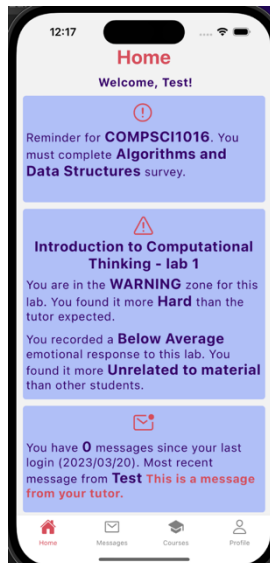 12:17
Home
Welcome, Test!
Reminder for COMPSCI1016. You
must complete Algorithms and
Data Structures survey.
Introduction to Computational
Thinking - lab 1
You are in the WARNING zone for this
lab. You found it more Hard than the
tutor expected.
You recorded a Below Average
emotional response to this lab. You
found it more Unrelated to material
than other students.
You have 0 messages since your last
login (2023/03/20). Most recent
message from Test This is a message
from your tutor.
Home Messages Courses Profile